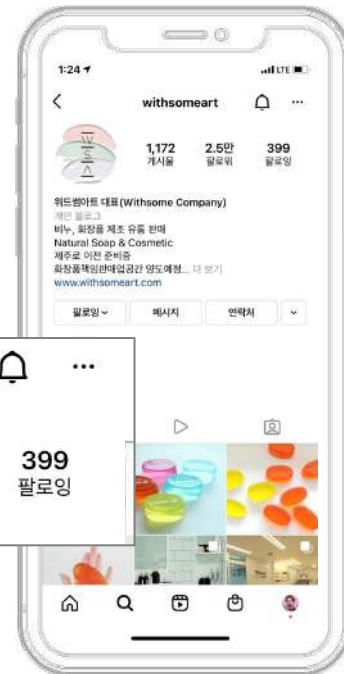 1:24
LTE
withsomeart
W
S
A
1,172 2.5만 399
게시물 팔로워 팔로잉
위드썸아트 대표(Withsome Company)
개인 블로그
비누, 화장품 제조 유통 판매
Natural Soap & Cosmetic
제주로 이전 준비중
화장품책임판매업공간 양도예정... 더 보기
www.withsomeart.com
팔로잉 메시지 연락처
399
팔로잉